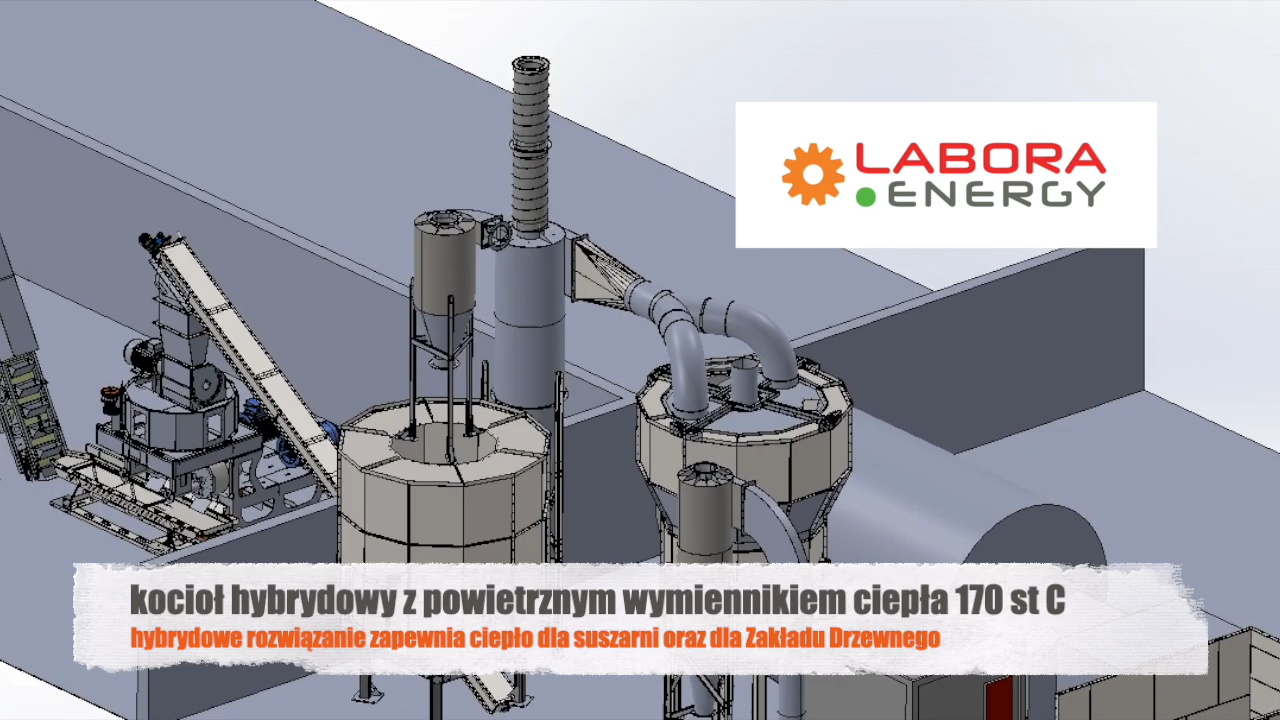 LABORA
ENERGY
kocioł hybrydowy z powietrznym wymiennikiem ciepła 170 st C
hybrydowe rozwiązanie zapewnia ciepło dla suszarni oraz dla Zakładu Drzewnego